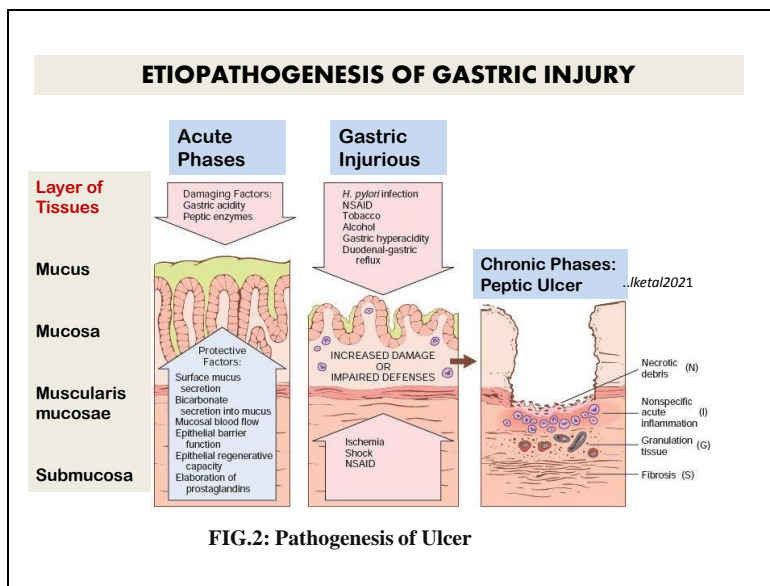 ETIOPATHOGENESIS OF GASTRIC INJURY
Acute
Phases
Gastric
Injurious
Layer of
Tissues
Mucus
Mucosa
Muscularis
mucosae
Submucosa
Damaging Factors:
Gastric acidity
Peptic enzymes
Protective
Factors:
Surface mucus
secretion
Bicarbonate
secretion into mucus
Mucosal blood flow
Epithelial barrier
function
Epithelial regenerative
capacity
Elaboration of
prostaglandins
H. pylori infection
NSAID
Tobacco
Alcohol
Gastric hyperacidity
Duodenal-gastric
reflux
INCREASED DAMAGE
OR
IMPAIRED DEFENSES
Ischemia
Shock
NSAID
Chronic Phases:
Peptic Ulcer
..lketal2021
Necrotic
debris (N)
Nonspecific
acute (I)
inflammation
Granulation
tissue (G)
Fibrosis (S)
FIG.2: Pathogenesis of Ulcer